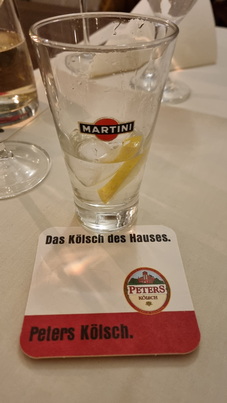 MARTINI
Das Kölsch des Hauses.
PETERS
KÖLSCH
Peters Kölsch.